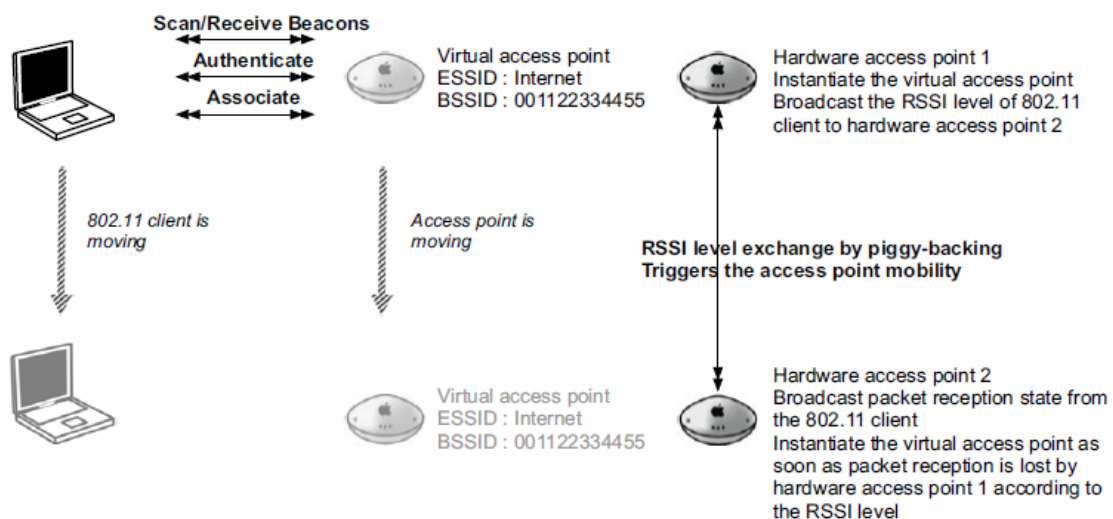 Scan/Receive Beacons
Authenticate
Associate
Virtual access point
ESSID : Internet
BSSID : 001122334455
Hardware access point 1
Instantiate the virtual access point
Broadcast the RSSI level of 802.11
client to hardware access point 2
802.11 client is
moving
Access point is
moving
RSSI level exchange by piggy-backing
Triggers the access point mobility
Virtual access point
ESSID : Internet
BSSID : 001122334455
Hardware access point 2
Broadcast packet reception state from
the 802.11 client
Instantiate the virtual access point as
soon as packet reception is lost by
hardware access point 1 according to
the RSSI level